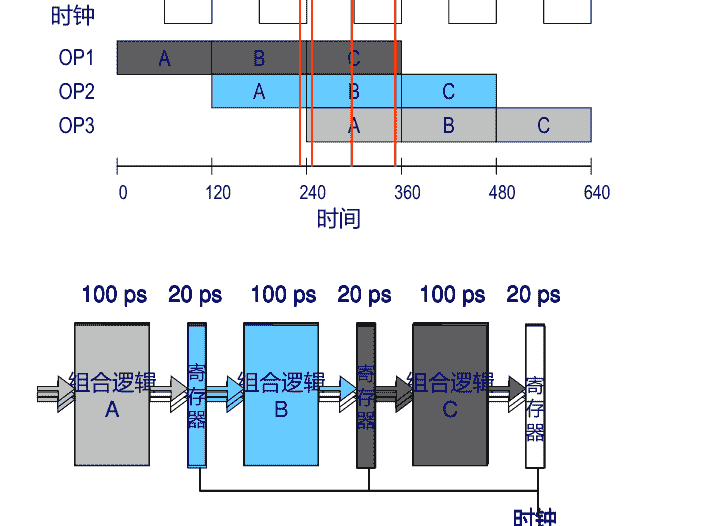 时钟
OP1 A B C
OP2 A B C
OP3 A B C
0 120 240 360 480 640
时间
100 ps 20 ps 100 ps 20 ps 100 ps 20 ps
组合逻辑
A
寄存器
组合逻辑
B
寄存器
组合逻辑
C
寄存器
时钟